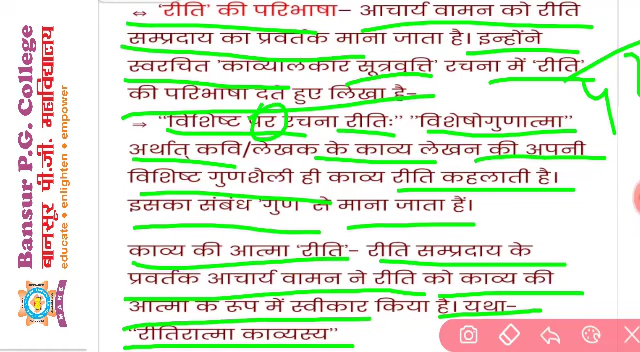 ⇔ 'रीति' की परिभाषा– आचार्य वामन को रीति
सम्प्रदाय का प्रवर्तक माना जाता है। इन्होंने
स्वरचित 'काव्यालंकार सूत्रवृत्ति' रचना में 'रीति'
की परिभाषा देते हुए लिखा है-
→ "विशिष्ट पर रचना रीतिः" "विशेषोगुणात्मा"
अर्थात् कवि/लेखक के काव्य लेखन की अपनी
विशिष्ट गुणशैली ही काव्य रीति कहलाती है।
इसका संबंध 'गुण' से माना जाता हैं।
काव्य की आत्मा 'रीति'- रीति सम्प्रदाय के
प्रवर्तक आचार्य वामन ने रीति को काव्य की
आत्मा के रूप में स्वीकार किया है। यथा–
"रीतिरात्मा काव्यस्य"
Bansur P.G. College
बानसूर पी.जी. महाविद्यालय
educate • enlighten • empower